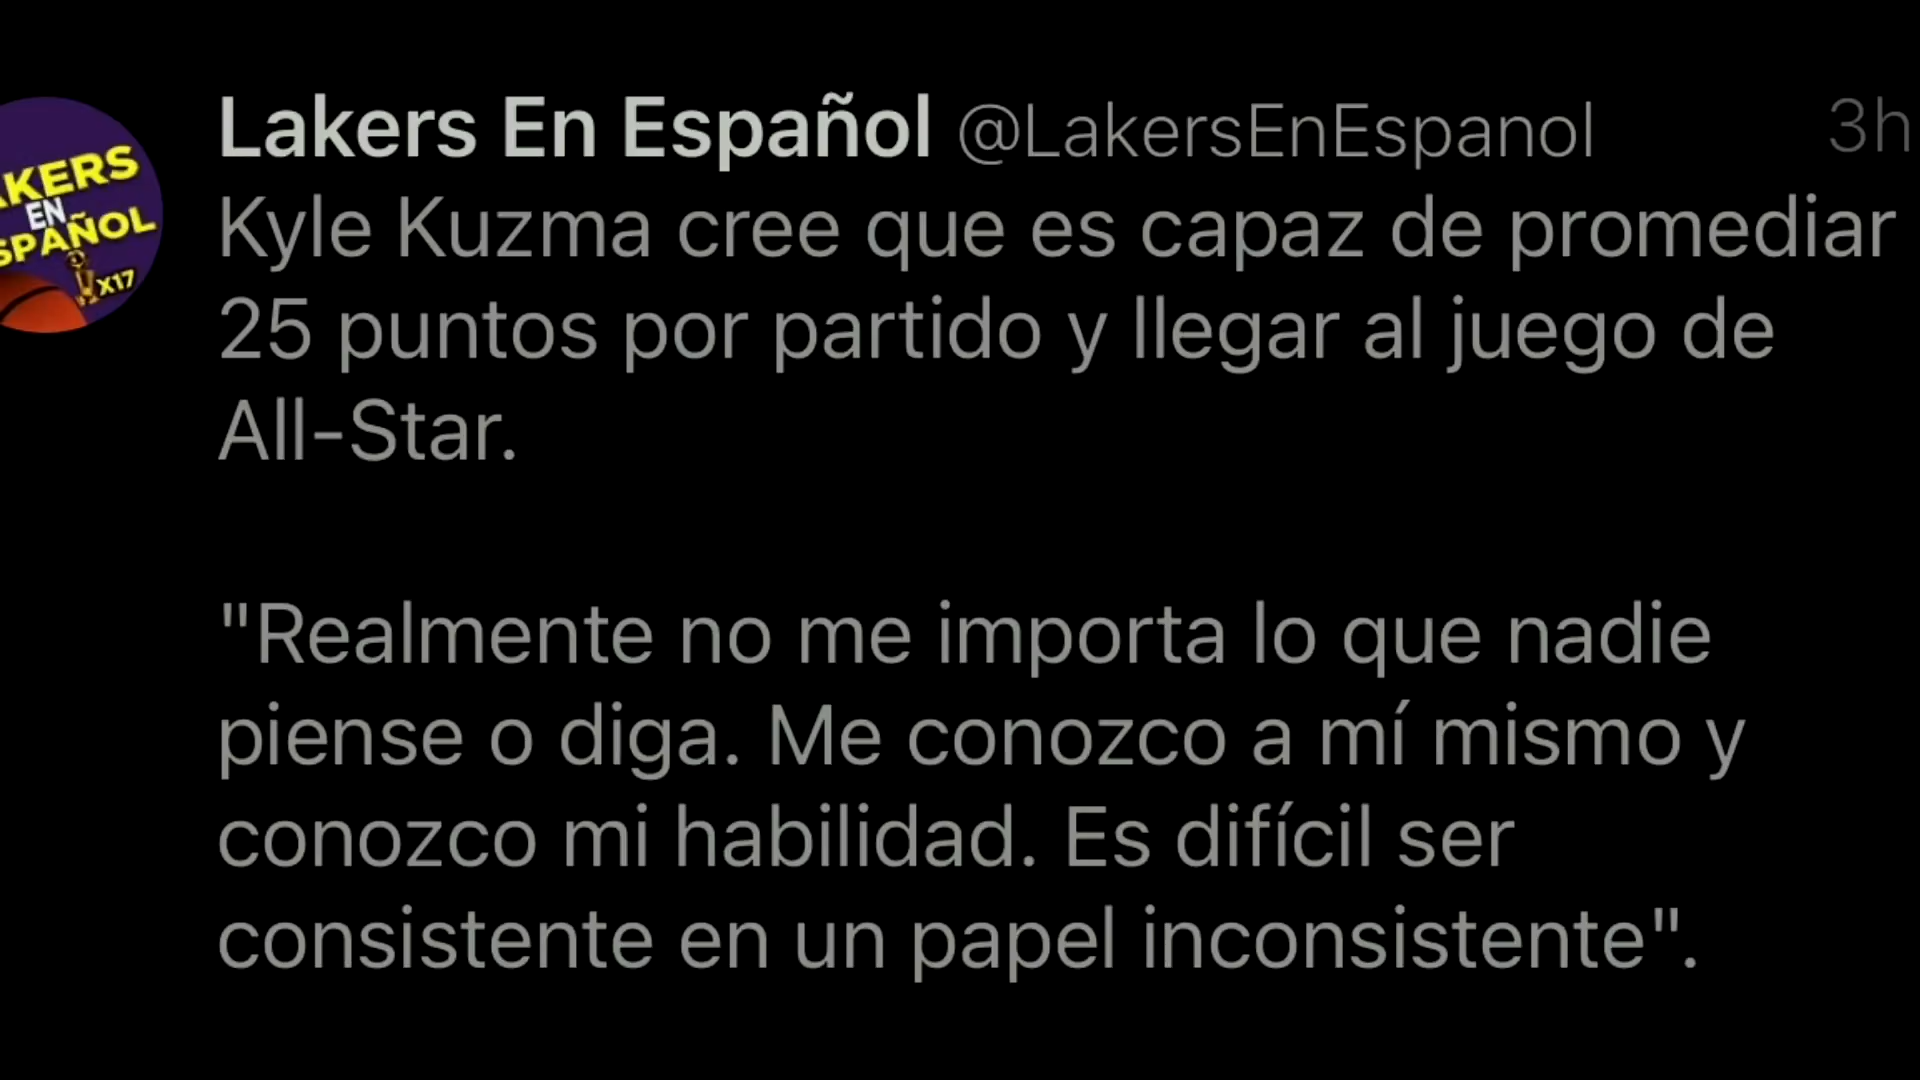 AKERS
EN
SPAÑOL
X17
Lakers En Español @LakersEnEspanol 3h
Kyle Kuzma cree que es capaz de promediar
25 puntos por partido y llegar al juego de
All-Star.
"Realmente no me importa lo que nadie
piense o diga. Me conozco a mí mismo y
conozco mi habilidad. Es difícil ser
consistente en un papel inconsistente".